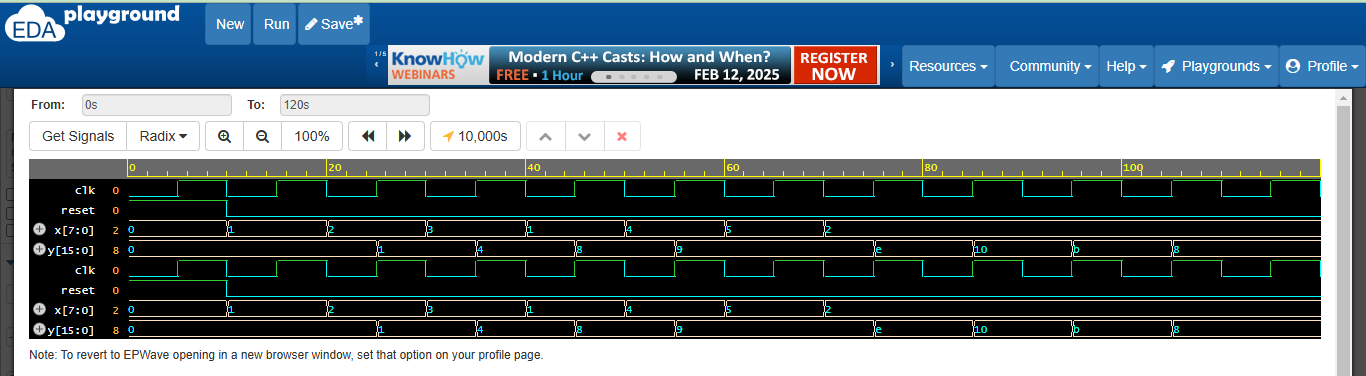 EDA playground
New Run Save*
1 / 5
KnowHow
WEBINARS
Modern C++ Casts: How and When?
FREE • 1 Hour
FEB 12, 2025
REGISTER
NOW
Resources Community Help Playgrounds Profile
From: 0s To: 120s
Get Signals Radix 100% 10,000s
0 20 40 60 80 100
clk 0
reset 0
x[7:0] 2 0 1 2 3 1 4 5 2
y[15:0] 8 0 1 4 8 9 e 10 b 8
clk 0
reset 0
x[7:0] 2 0 1 2 3 1 4 5 2
y[15:0] 8 0 1 4 8 9 e 10 b 8
Note: To revert to EPWave opening in a new browser window, set that option on your profile page.